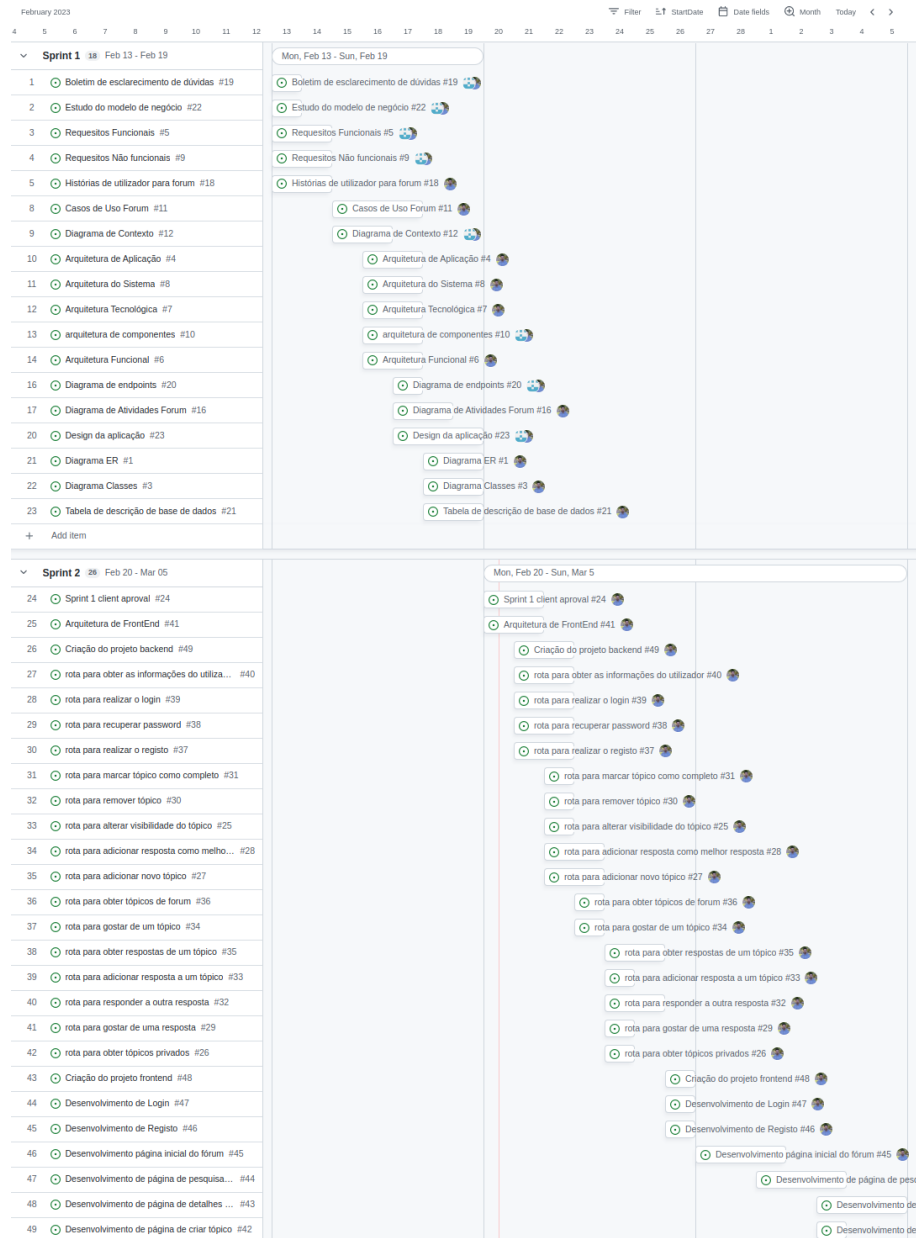 February 2023
Filter StartDate Date fields Month Today
4 5 6 7 8 9 10 11 12 13 14 15 16 17 18 19 20 21 22 23 24 25 26 27 28 1 2 3 4 5
Sprint 1 18 Feb 13 - Feb 19 Mon, Feb 13 - Sun, Feb 19
1 Boletim de esclarecimento de dúvidas #19 Boletim de esclarecimento de dúvidas #19
2 Estudo do modelo de negócio #22 Estudo do modelo de negócio #22
3 Requesitos Funcionais #5 Requesitos Funcionais #5
4 Requesitos Não funcionais #9 Requesitos Não funcionais #9
5 Histórias de utilizador para forum #18 Histórias de utilizador para forum #18
8 Casos de Uso Forum #11 Casos de Uso Forum #11
9 Diagrama de Contexto #12 Diagrama de Contexto #12
10 Arquitetura de Aplicação #4 Arquitetura de Aplicação #4
11 Arquitetura do Sistema #8 Arquitetura do Sistema #8
12 Arquitetura Tecnológica #7 Arquitetura Tecnológica #7
13 arquitetura de componentes #10 arquitetura de componentes #10
14 Arquitetura Funcional #6 Arquitetura Funcional #6
16 Diagrama de endpoints #20 Diagrama de endpoints #20
17 Diagrama de Atividades Forum #16 Diagrama de Atividades Forum #16
20 Design da aplicação #23 Design da aplicação #23
21 Diagrama ER #1 Diagrama ER #1
22 Diagrama Classes #3 Diagrama Classes #3
23 Tabela de descrição de base de dados #21 Tabela de descrição de base de dados #21
+ Add item
Sprint 2 26 Feb 20 - Mar 05 Mon, Feb 20 - Sun, Mar 5
24 Sprint 1 client aproval #24 Sprint 1 client aproval #24
25 Arquitetura de FrontEnd #41 Arquitetura de FrontEnd #41
26 Criação do projeto backend #49 Criação do projeto backend #49
27 rota para obter as informações do utiliza... #40 rota para obter as informações do utilizador #40
28 rota para realizar o login #39 rota para realizar o login #39
29 rota para recuperar password #38 rota para recuperar password #38
30 rota para realizar o registo #37 rota para realizar o registo #37
31 rota para marcar tópico como completo #31 rota para marcar tópico como completo #31
32 rota para remover tópico #30 rota para remover tópico #30
33 rota para alterar visibilidade do tópico #25 rota para alterar visibilidade do tópico #25
34 rota para adicionar resposta como melho... #28 rota para adicionar resposta como melhor resposta #28
35 rota para adicionar novo tópico #27 rota para adicionar novo tópico #27
36 rota para obter tópicos de forum #36 rota para obter tópicos de forum #36
37 rota para gostar de um tópico #34 rota para gostar de um tópico #34
38 rota para obter respostas de um tópico #35 rota para obter respostas de um tópico #35
39 rota para adicionar resposta a um tópico #33 rota para adicionar resposta a um tópico #33
40 rota para responder a outra resposta #32 rota para responder a outra resposta #32
41 rota para gostar de uma resposta #29 rota para gostar de uma resposta #29
42 rota para obter tópicos privados #26 rota para obter tópicos privados #26
43 Criação do projeto frontend #48 Criação do projeto frontend #48
44 Desenvolvimento de Login #47 Desenvolvimento de Login #47
45 Desenvolvimento de Registo #46 Desenvolvimento de Registo #46
46 Desenvolvimento página inicial do fórum #45 Desenvolvimento página inicial do fórum #45
47 Desenvolvimento de página de pesquisa... #44 Desenvolvimento de página de pesq
48 Desenvolvimento de página de detalhes ... #43 Desenvolvimento de
49 Desenvolvimento de página de criar tópico #42 Desenvolvimento de